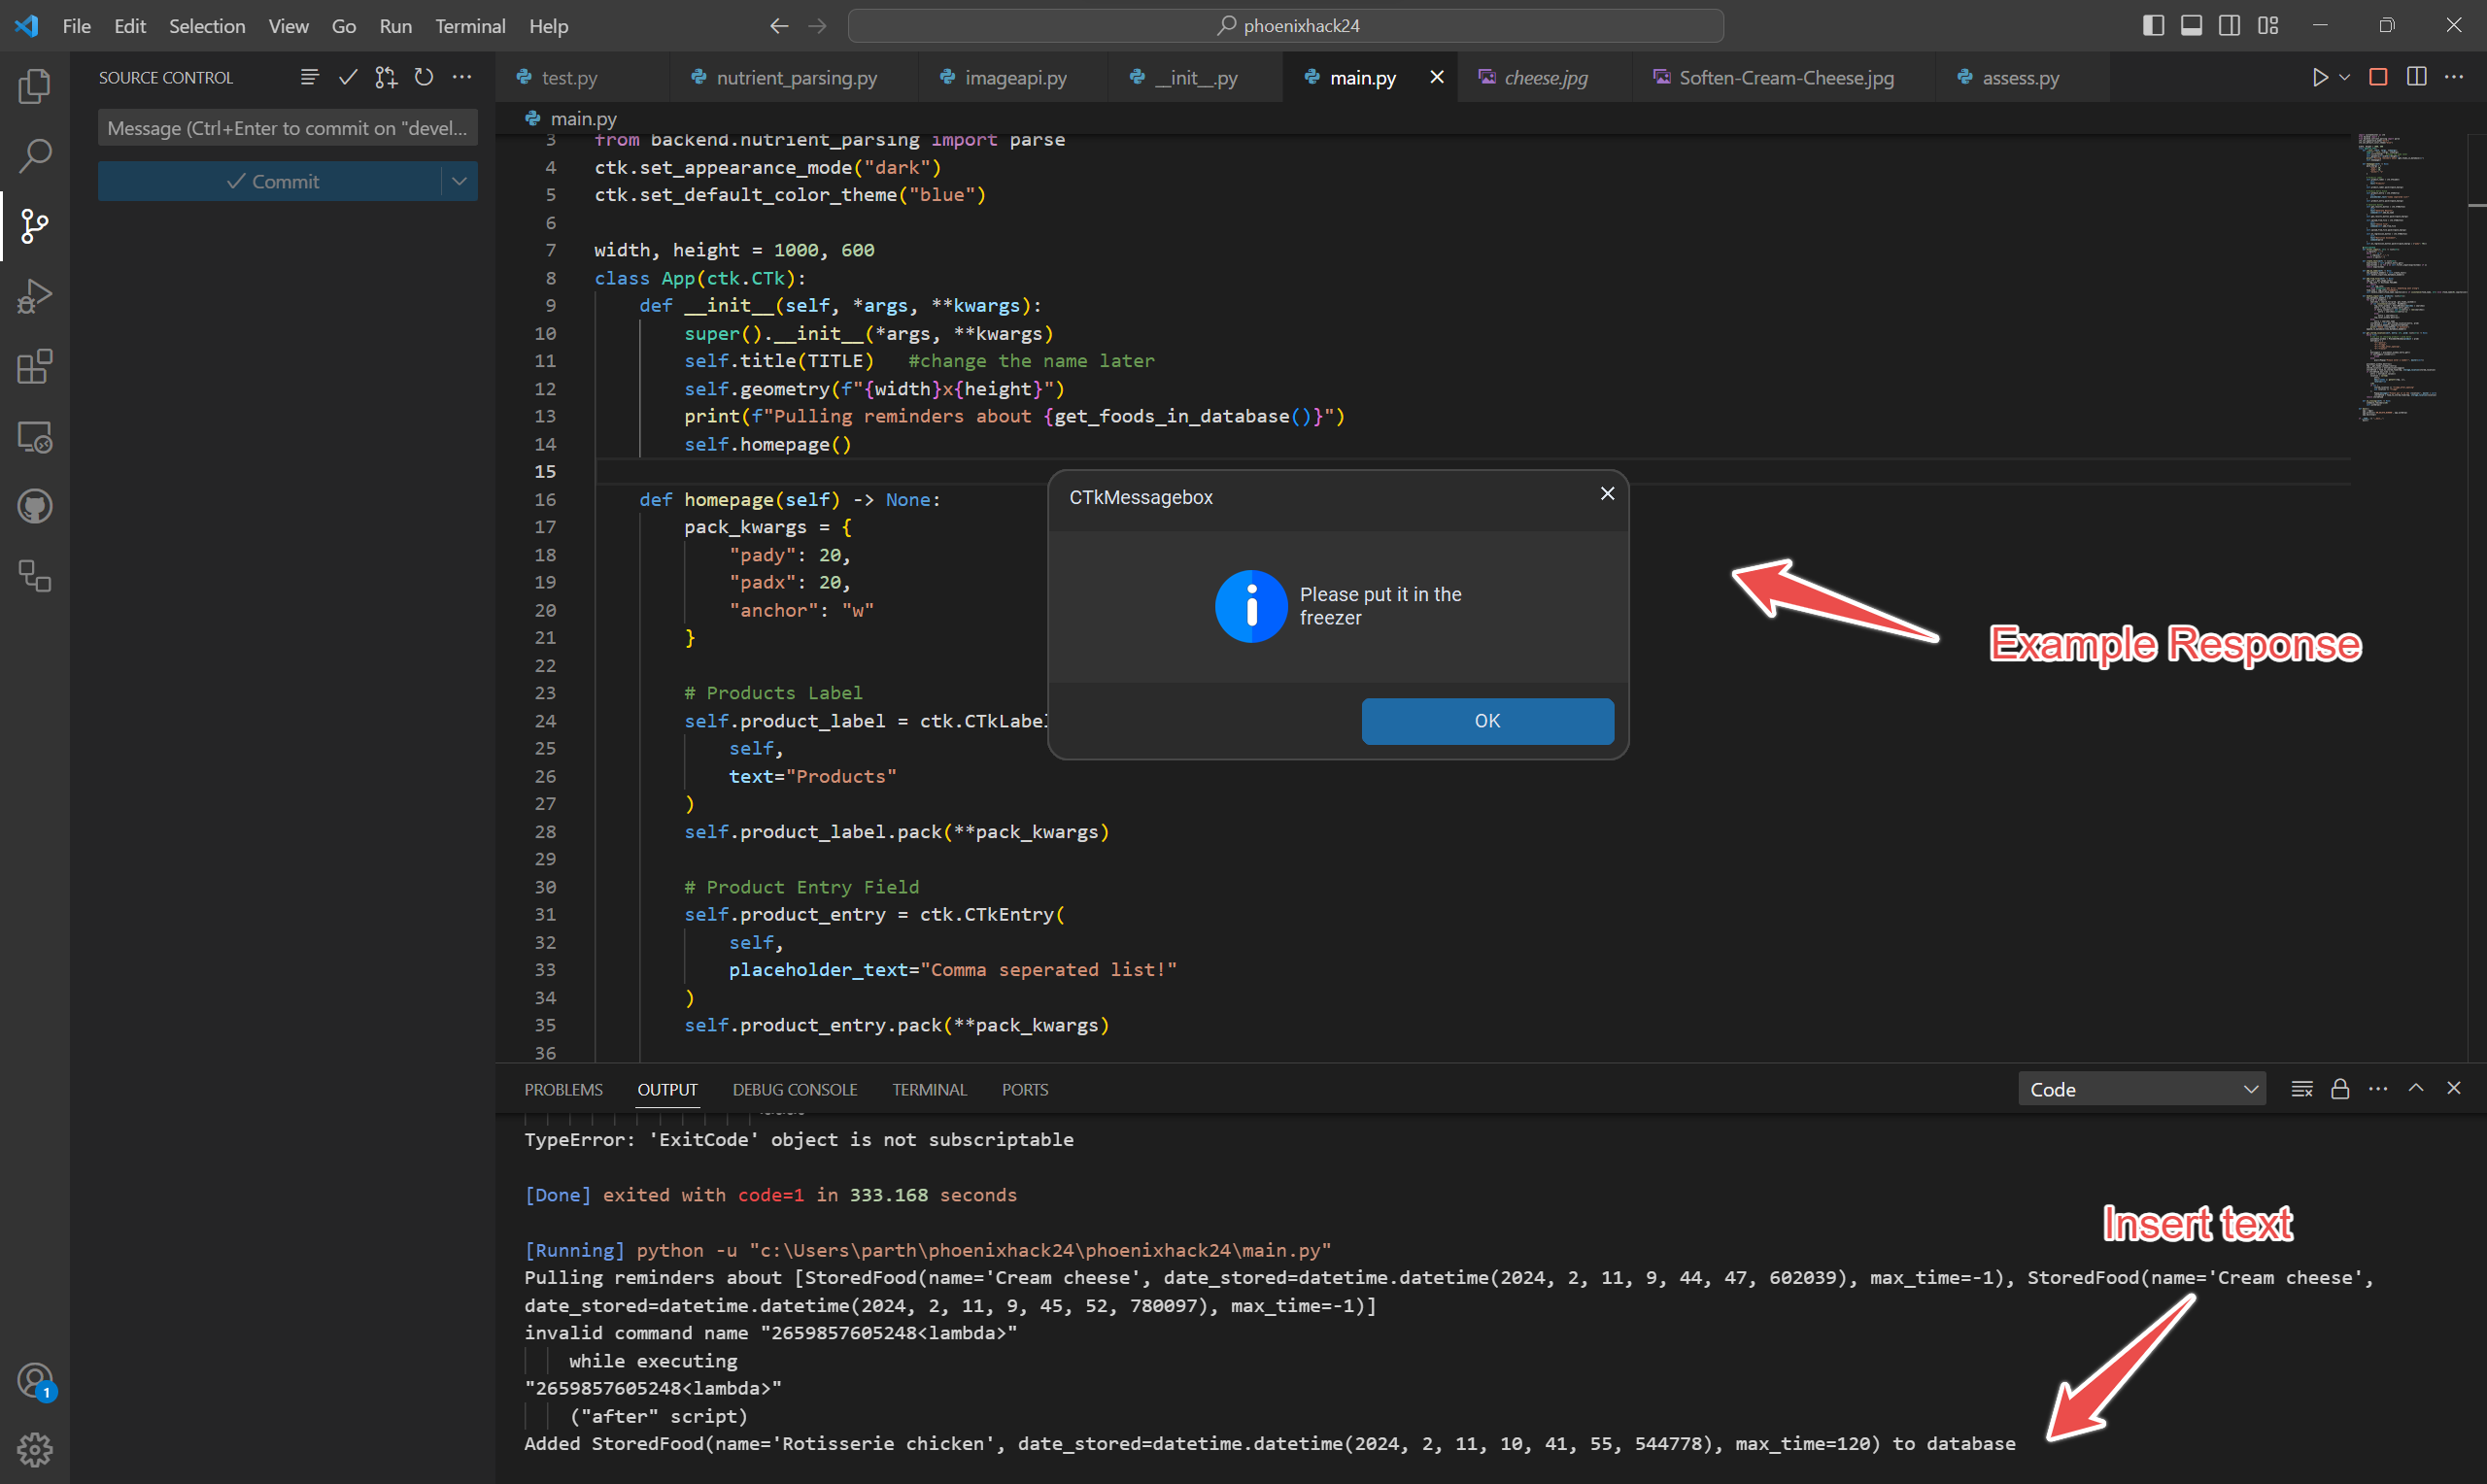 File Edit Selection View Go Run Terminal Help
phoenixhack24
SOURCE CONTROL
Message (Ctrl+Enter to commit on "devel...
Commit
test.py nutrient_parsing.py imageapi.py __init__.py main.py cheese.jpg Soften-Cream-Cheese.jpg assess.py
main.py
3 from backend.nutrient_parsing import parse
4 ctk.set_appearance_mode("dark")
5 ctk.set_default_color_theme("blue")
6
7 width, height = 1000, 600
8 class App(ctk.CTk):
9 def __init__(self, *args, **kwargs):
10 super().__init__(*args, **kwargs)
11 self.title(TITLE) #change the name later
12 self.geometry(f"{width}x{height}")
13 print(f"Pulling reminders about {get_foods_in_database()}")
14 self.homepage()
15
16 def homepage(self) -> None:
17 pack_kwargs = {
18 "pady": 20,
19 "padx": 20,
20 "anchor": "w"
21 }
22
23 # Products Label
24 self.product_label = ctk.CTkLabel
25 self,
26 text="Products"
27 )
28 self.product_label.pack(**pack_kwargs)
29
30 # Product Entry Field
31 self.product_entry = ctk.CTkEntry(
32 self,
33 placeholder_text="Comma seperated list!"
34 )
35 self.product_entry.pack(**pack_kwargs)
36
CTkMessagebox
Please put it in the
freezer
OK
Example Response
PROBLEMS OUTPUT DEBUG CONSOLE TERMINAL PORTS
Code
TypeError: 'ExitCode' object is not subscriptable
[Done] exited with code=1 in 333.168 seconds
Insert text
[Running] python -u "c:\Users\parth\phoenixhack24\phoenixhack24\main.py"
Pulling reminders about [StoredFood(name='Cream cheese', date_stored=datetime.datetime(2024, 2, 11, 9, 44, 47, 602039), max_time=-1), StoredFood(name='Cream cheese',
date_stored=datetime.datetime(2024, 2, 11, 9, 45, 52, 780097), max_time=-1)]
invalid command name "2659857605248<lambda>"
while executing
"2659857605248<lambda>"
("after" script)
Added StoredFood(name='Rotisserie chicken', date_stored=datetime.datetime(2024, 2, 11, 10, 41, 55, 544778), max_time=120) to database
1